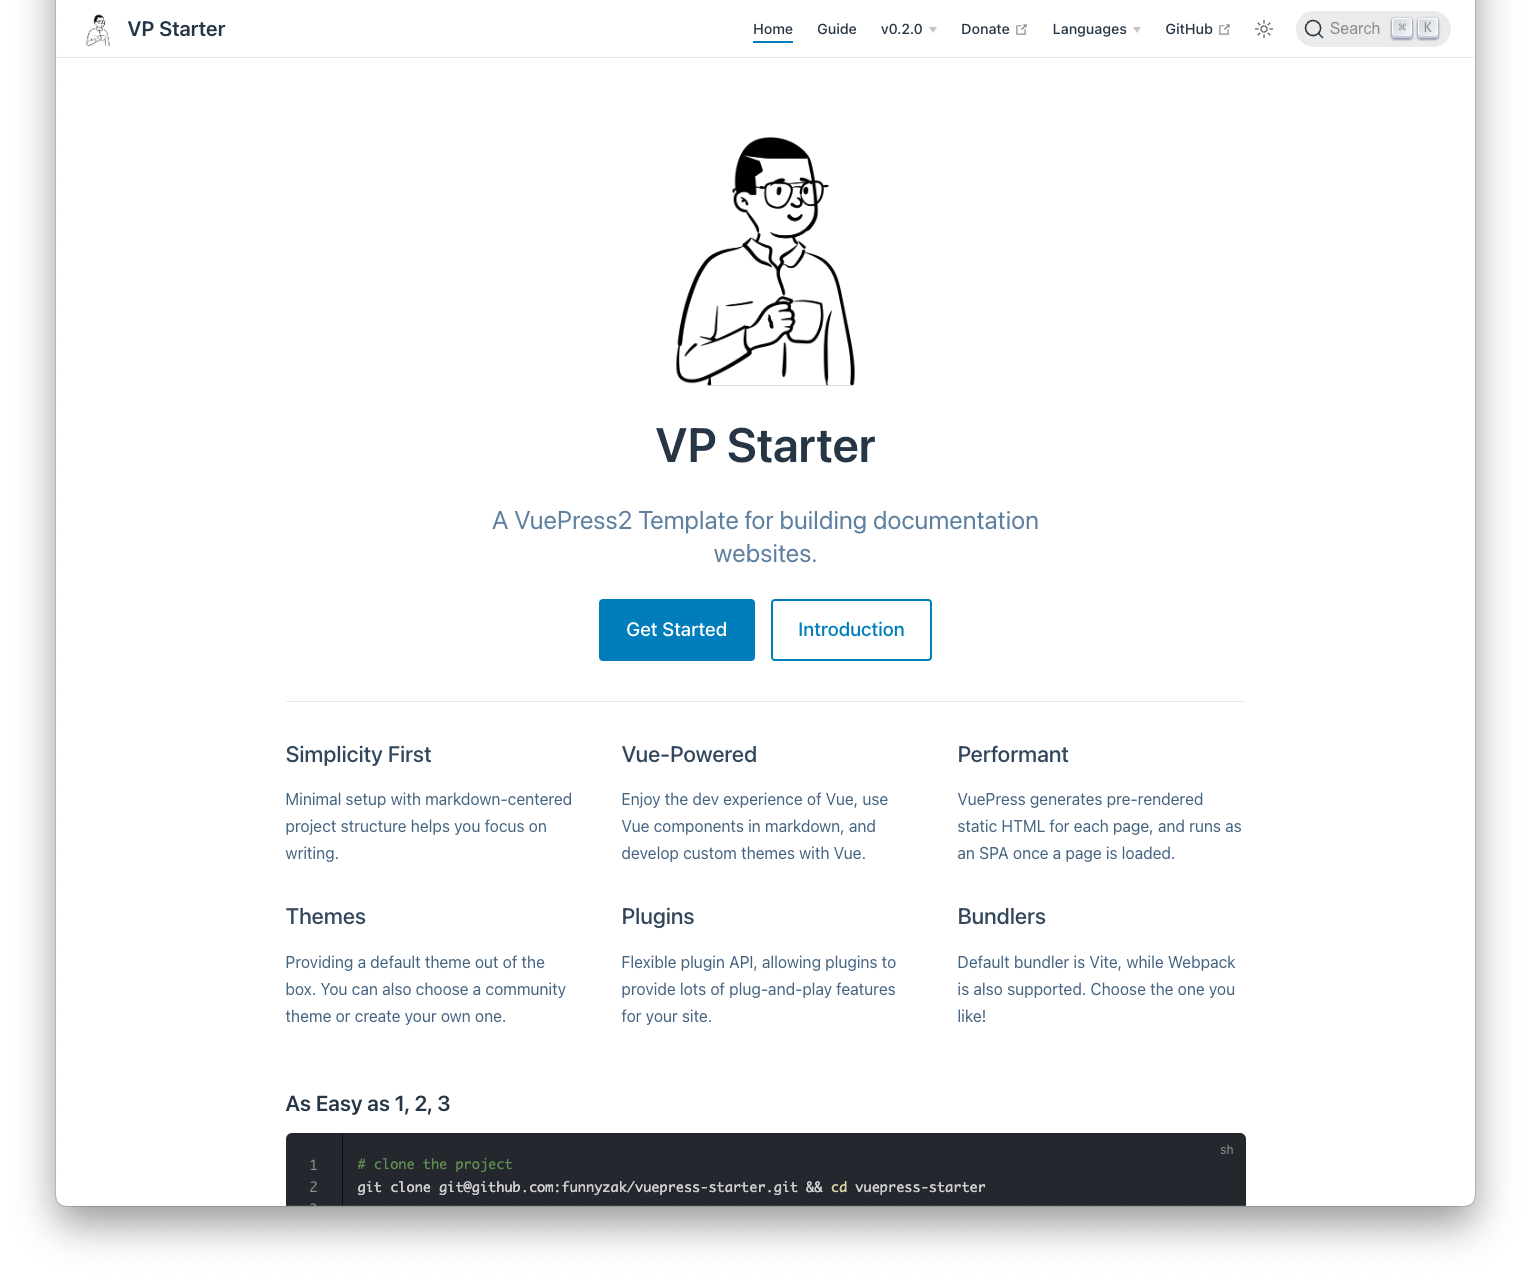 VP Starter
Home Guide v0.2.0 Donate Languages GitHub Search ⌘ K
VP Starter
A VuePress2 Template for building documentation
websites.
Get Started Introduction
Simplicity First
Minimal setup with markdown-centered
project structure helps you focus on
writing.
Vue-Powered
Enjoy the dev experience of Vue, use
Vue components in markdown, and
develop custom themes with Vue.
Performant
VuePress generates pre-rendered
static HTML for each page, and runs as
an SPA once a page is loaded.
Themes
Providing a default theme out of the
box. You can also choose a community
theme or create your own one.
Plugins
Flexible plugin API, allowing plugins to
provide lots of plug-and-play features
for your site.
Bundlers
Default bundler is Vite, while Webpack
is also supported. Choose the one you
like!
As Easy as 1, 2, 3
sh
1 # clone the project
2 git clone git@github.com:funnyzak/vuepress-starter.git && cd vuepress-starter